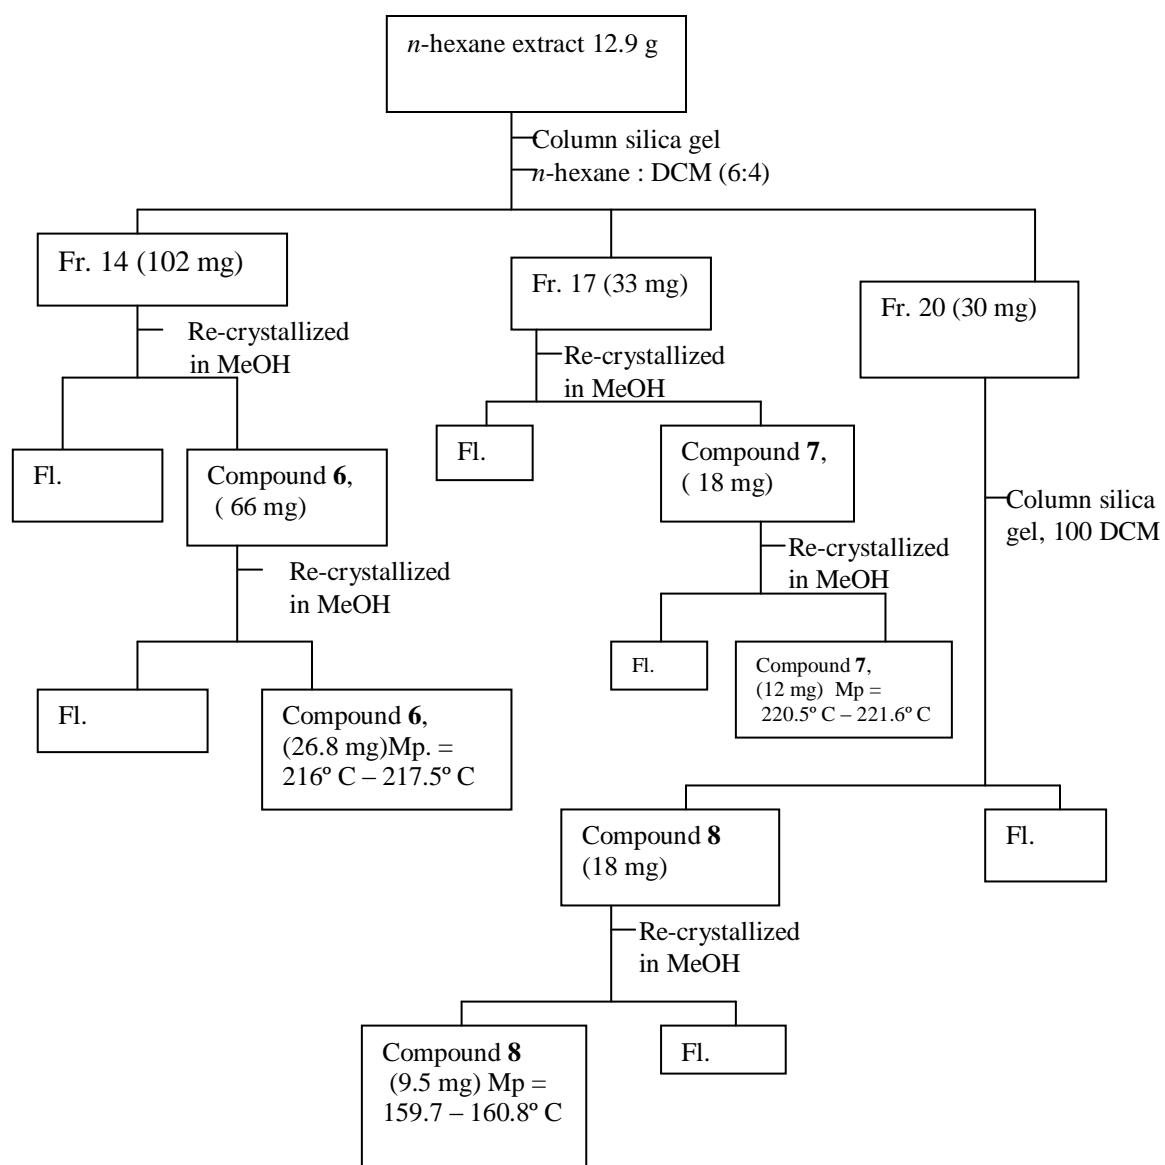 n-hexane extract 12.9 g
Column silica gel
n-hexane : DCM (6:4)
Fr. 14 (102 mg)
Fr. 17 (33 mg)
Fr. 20 (30 mg)
Re-crystallized
in MeOH
Re-crystallized
in MeOH
Fl.
Compound 6,
( 66 mg)
Fl.
Compound 7,
( 18 mg)
Column silica
gel, 100 DCM
Re-crystallized
in MeOH
Re-crystallized
in MeOH
Fl.
Compound 6,
(26.8 mg)Mp. =
216º C – 217.5º C
Fl.
Compound 7,
(12 mg) Mp =
220.5º C – 221.6º C
Compound 8
(18 mg)
Fl.
Re-crystallized
in MeOH
Compound 8
(9.5 mg) Mp =
159.7 – 160.8º C
Fl.